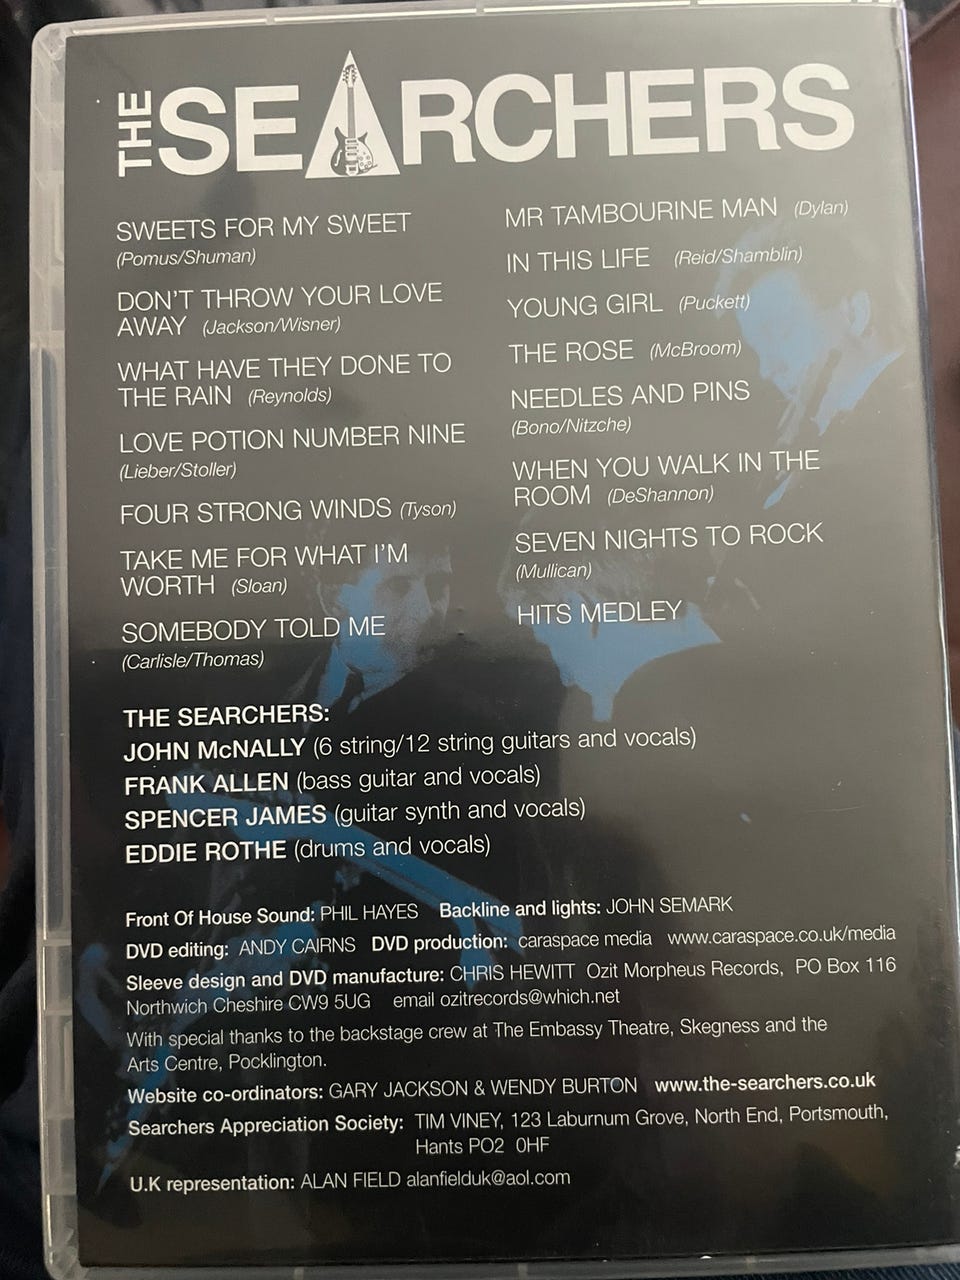 THE SEARCHERS
SWEETS FOR MY SWEET
(Pomus/Shuman)
DON'T THROW YOUR LOVE
AWAY (Jackson/Wisner)
WHAT HAVE THEY DONE TO
THE RAIN (Reynolds)
LOVE POTION NUMBER NINE
(Lieber/Stoller)
FOUR STRONG WINDS (Tyson)
TAKE ME FOR WHAT I'M
WORTH (Sloan)
SOMEBODY TOLD ME
(Carlisle/Thomas)
MR TAMBOURINE MAN (Dylan)
IN THIS LIFE (Reid/Shamblin)
YOUNG GIRL (Puckett)
THE ROSE (McBroom)
NEEDLES AND PINS
(Bono/Nitzche)
WHEN YOU WALK IN THE
ROOM (DeShannon)
SEVEN NIGHTS TO ROCK
(Mullican)
HITS MEDLEY
THE SEARCHERS:
JOHN McNALLY (6 string/12 string guitars and vocals)
FRANK ALLEN (bass guitar and vocals)
SPENCER JAMES (guitar synth and vocals)
EDDIE ROTHE (drums and vocals)
Front Of House Sound: PHIL HAYES Backline and lights: JOHN SEMARK
DVD editing: ANDY CAIRNS DVD production: caraspace media www.caraspace.co.uk/media
Sleeve design and DVD manufacture: CHRIS HEWITT Ozit Morpheus Records, PO Box 116
Northwich Cheshire CW9 5UG email ozitrecords@which.net
With special thanks to the backstage crew at The Embassy Theatre, Skegness and the
Arts Centre, Pocklington.
Website co-ordinators: GARY JACKSON & WENDY BURTON www.the-searchers.co.uk
Searchers Appreciation Society: TIM VINEY, 123 Laburnum Grove, North End, Portsmouth,
Hants PO2 0HF
U.K representation: ALAN FIELD alanfielduk@aol.com